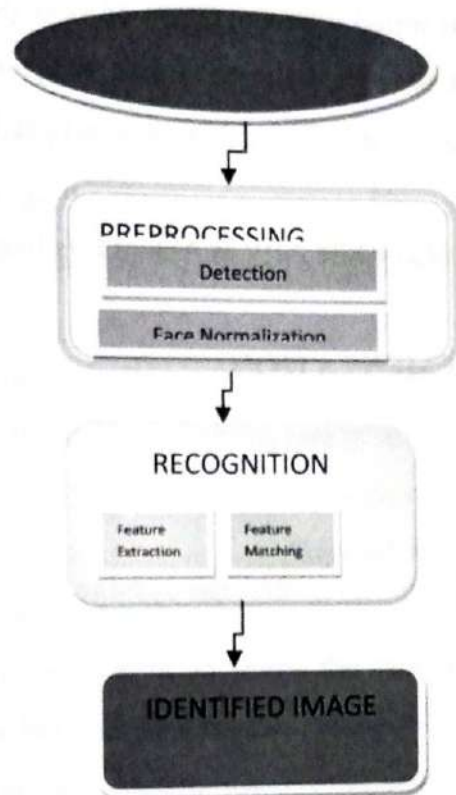 PREPROCESSING
Detection
Face Normalization
RECOGNITION
Feature
Extraction
Feature
Matching
IDENTIFIED IMAGE